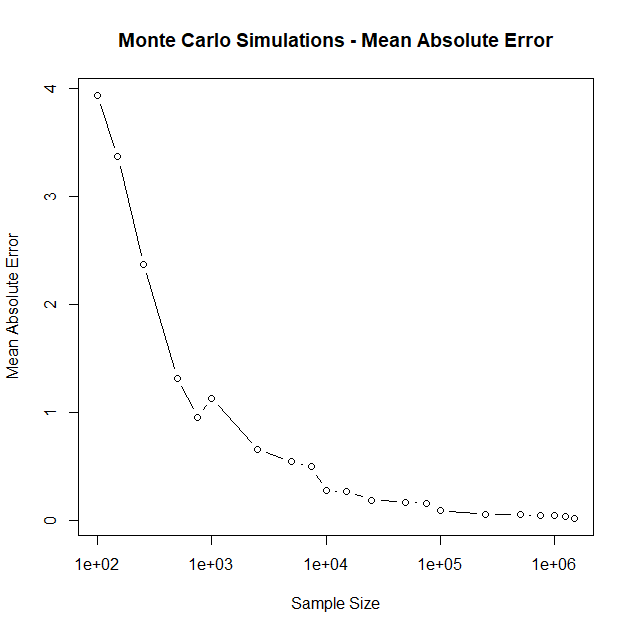 Monte Carlo Simulations - Mean Absolute Error
Mean Absolute Error
4
3
2
1
0
1e+02 1e+03 1e+04 1e+05 1e+06
Sample Size